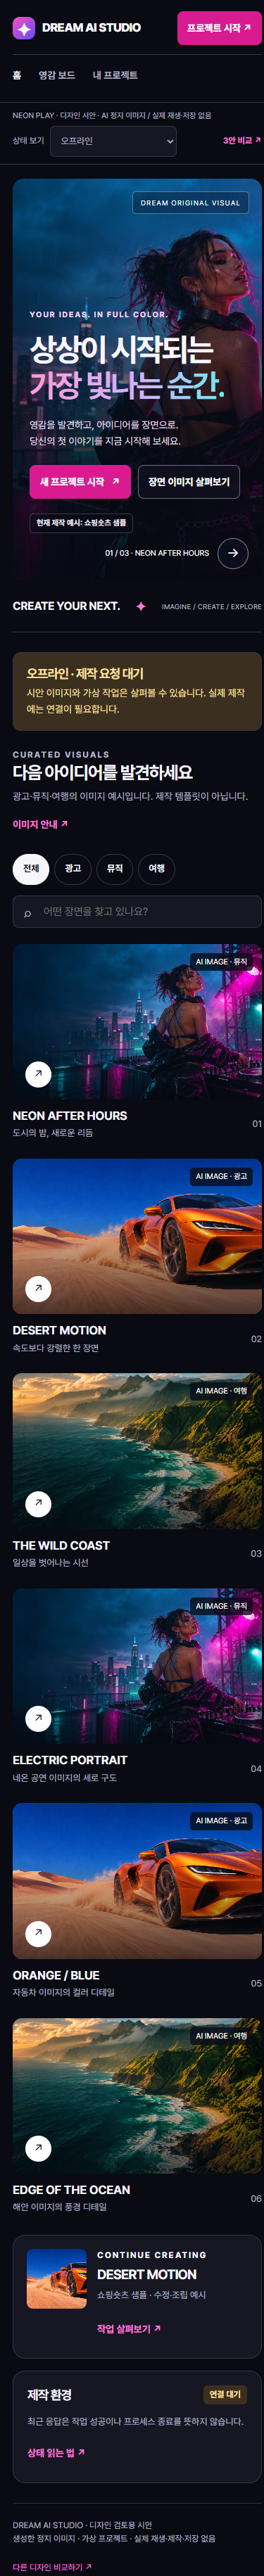 DREAM AI STUDIO
프로젝트 시작 ↗
홈 영감 보드 내 프로젝트
NEON PLAY · 디자인 시안 · AI 정지 이미지 / 실제 재생·저장 없음
상태 보기 오프라인 3안 비교 ↗
DREAM ORIGINAL VISUAL
YOUR IDEAS. IN FULL COLOR.
상상이 시작되는
가장 빛나는 순간.
영감을 발견하고, 아이디어를 장면으로.
당신의 첫 이야기를 지금 시작해 보세요.
새 프로젝트 시작 ↗ 장면 이미지 살펴보기
현재 제작 예시: 쇼핑숏츠 샘플
01 / 03 · NEON AFTER HOURS →
CREATE YOUR NEXT. ✦ IMAGINE / CREATE / EXPLORE
오프라인 · 제작 요청 대기
시안 이미지와 가상 작업은 살펴볼 수 있습니다. 실제 제작
에는 연결이 필요합니다.
CURATED VISUALS
다음 아이디어를 발견하세요
광고·뮤직·여행의 이미지 예시입니다. 제작 템플릿이 아닙니다.
이미지 안내 ↗
전체 광고 뮤직 여행
어떤 장면을 찾고 있나요?
AI IMAGE · 뮤직
↗
NEON AFTER HOURS
도시의 밤, 새로운 리듬
01
AI IMAGE · 광고
↗
DESERT MOTION
속도보다 강렬한 한 장면
02
AI IMAGE · 여행
↗
THE WILD COAST
일상을 벗어나는 시선
03
AI IMAGE · 뮤직
↗
ELECTRIC PORTRAIT
네온 공연 이미지의 세로 구도
04
AI IMAGE · 광고
↗
ORANGE / BLUE
자동차 이미지의 컬러 디테일
05
AI IMAGE · 여행
↗
EDGE OF THE OCEAN
해안 이미지의 풍경 디테일
06
CONTINUE CREATING
DESERT MOTION
쇼핑숏츠 샘플 · 수정·조립 예시
작업 살펴보기 ↗
제작 환경 연결 대기
최근 응답은 작업 성공이나 프로세스 종료를 뜻하지 않습니다.
상태 읽는 법 ↗
DREAM AI STUDIO · 디자인 검토용 시안
생성한 정지 이미지 · 가상 프로젝트 · 실제 재생·제작·저장 없음
다른 디자인 비교하기 ↗